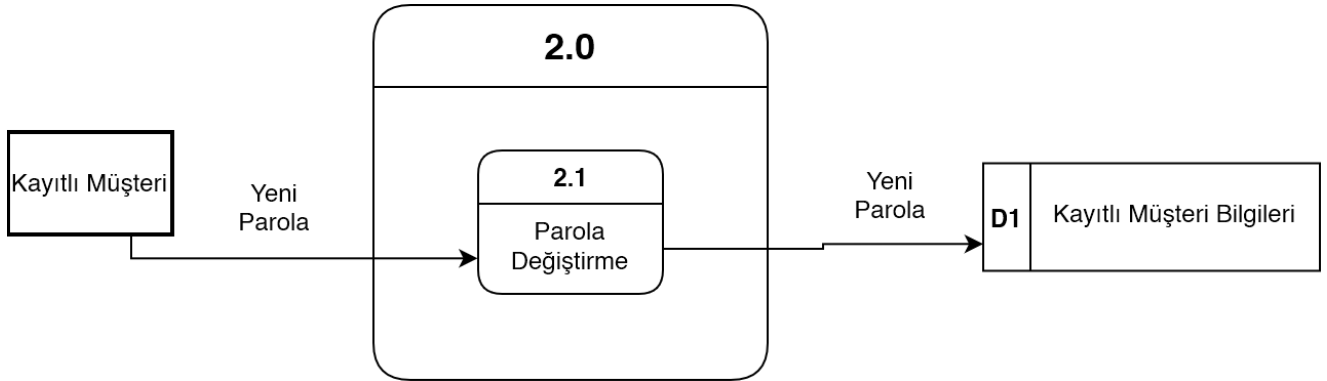 2.0
Kayıtlı Müşteri
Yeni
Parola
2.1
Parola
Değiştirme
Yeni
Parola
D1
Kayıtlı Müşteri Bilgileri